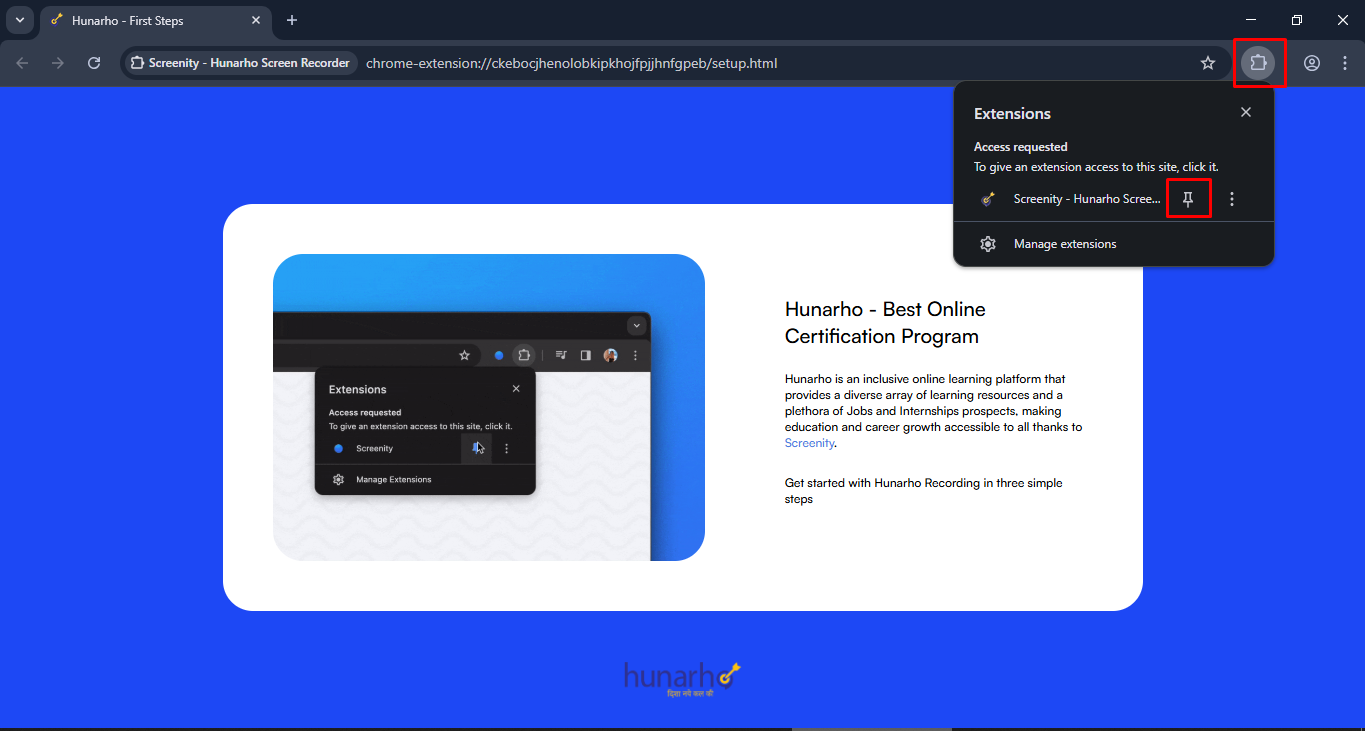 Hunarho - First Steps
Screenity - Hunarho Screen Recorder
chrome-extension://ckebocjhenolobkipkhojfpjjhnfgpeb/setup.html
Extensions
Access requested
To give an extension access to this site, click it.
Screenity - Hunarho Scree...
Manage extensions
Extensions
Access requested
To give an extension access to this site, click it.
Screenity
Manage Extensions
Hunarho - Best Online
Certification Program
Hunarho is an inclusive online learning platform that
provides a diverse array of learning resources and a
plethora of Jobs and Internships prospects, making
education and career growth accessible to all thanks to
Screenity.
Get started with Hunarho Recording in three simple
steps
hunarho
दिशा नये कल की